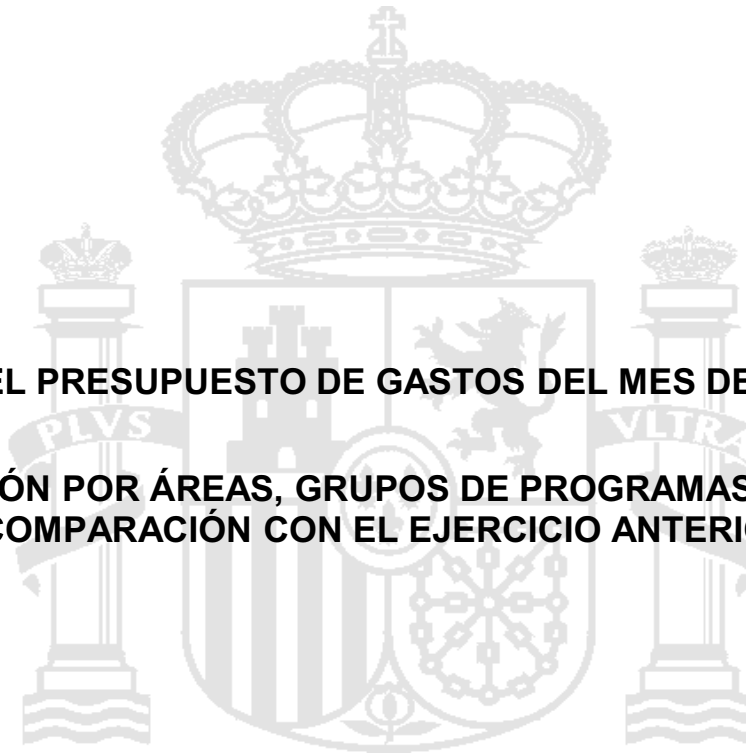 EL PRESUPUESTO DE GASTOS DEL MES DE
PLVS VLTRA
ÓN POR ÁREAS, GRUPOS DE PROGRAMAS
COMPARACIÓN CON EL EJERCICIO ANTERI